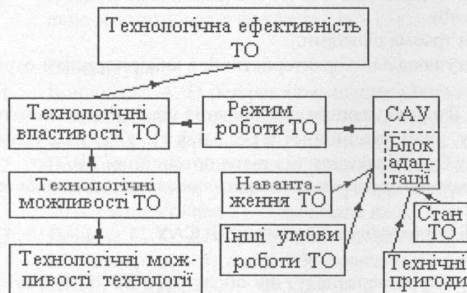 Технологічна ефективність
ТО
Технологічні
впастивості ТО
Режим
роботи ТО
САУ
Блок
адап-
тації
Технологічні
можливості ТО
Наванта-
ження ТО
Стан
ТО
Інші умови
роботи ТО
Технологічні мож-
ливості технології
Технічні
пригоди